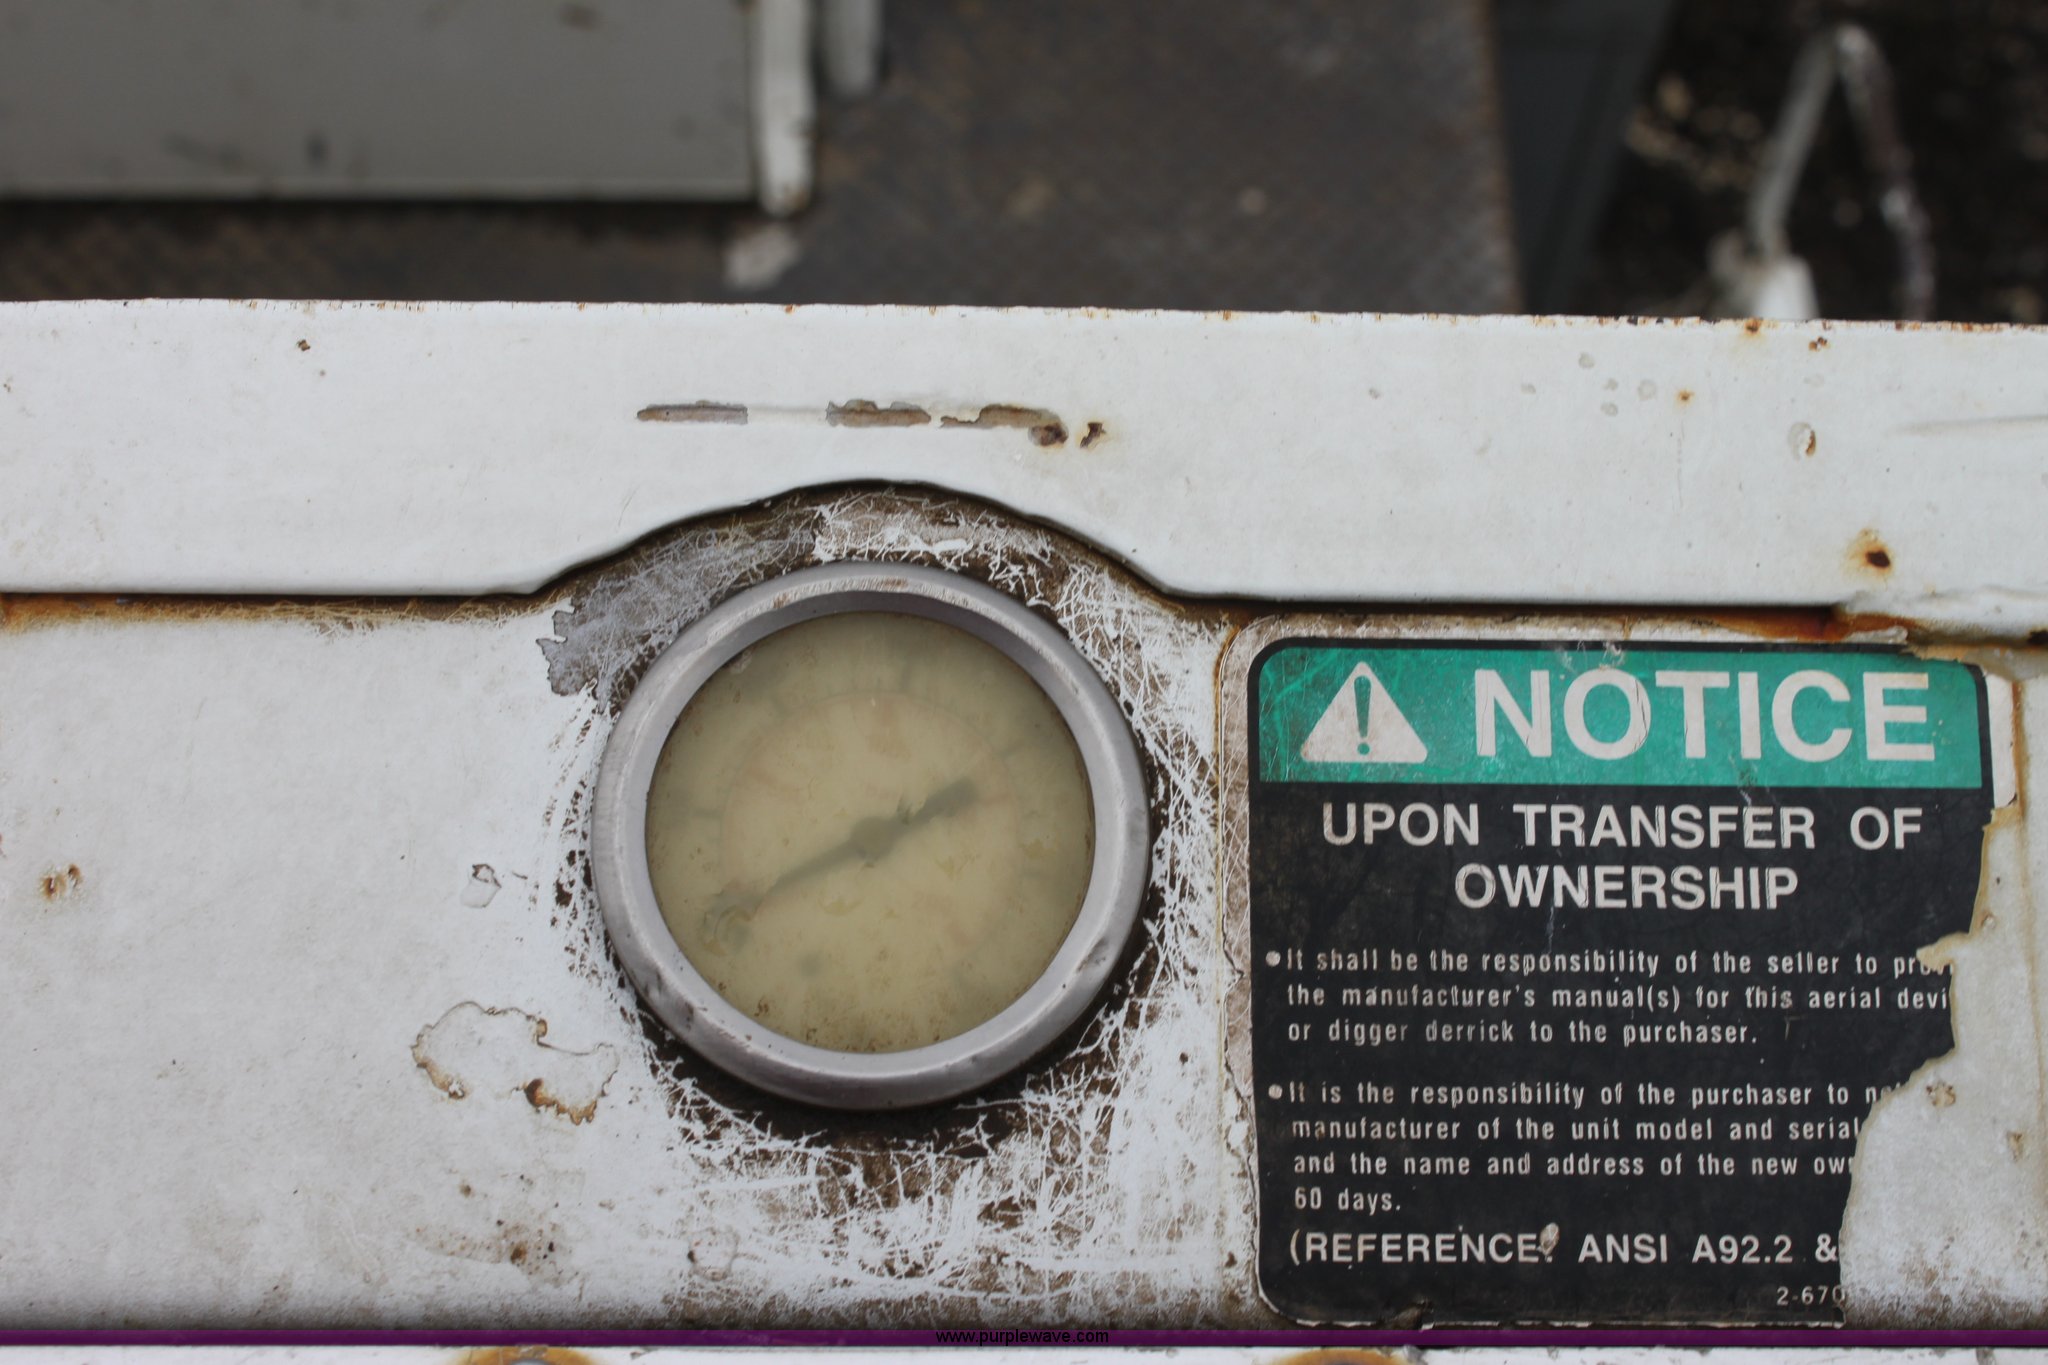 NOTICE
UPON TRANSFER OF
OWNERSHIP
•It shall be the responsibility of the seller to
the manufacturer's manual(s) for this aerial
or digger derrick to the purchaser.
•It is the responsibility of the purchaser to
manufacturer of the unit model and serial
and the name and address of the new
60 days.
(REFERENCE: ANSI A92.2 &
2-670
www.purplewave.com